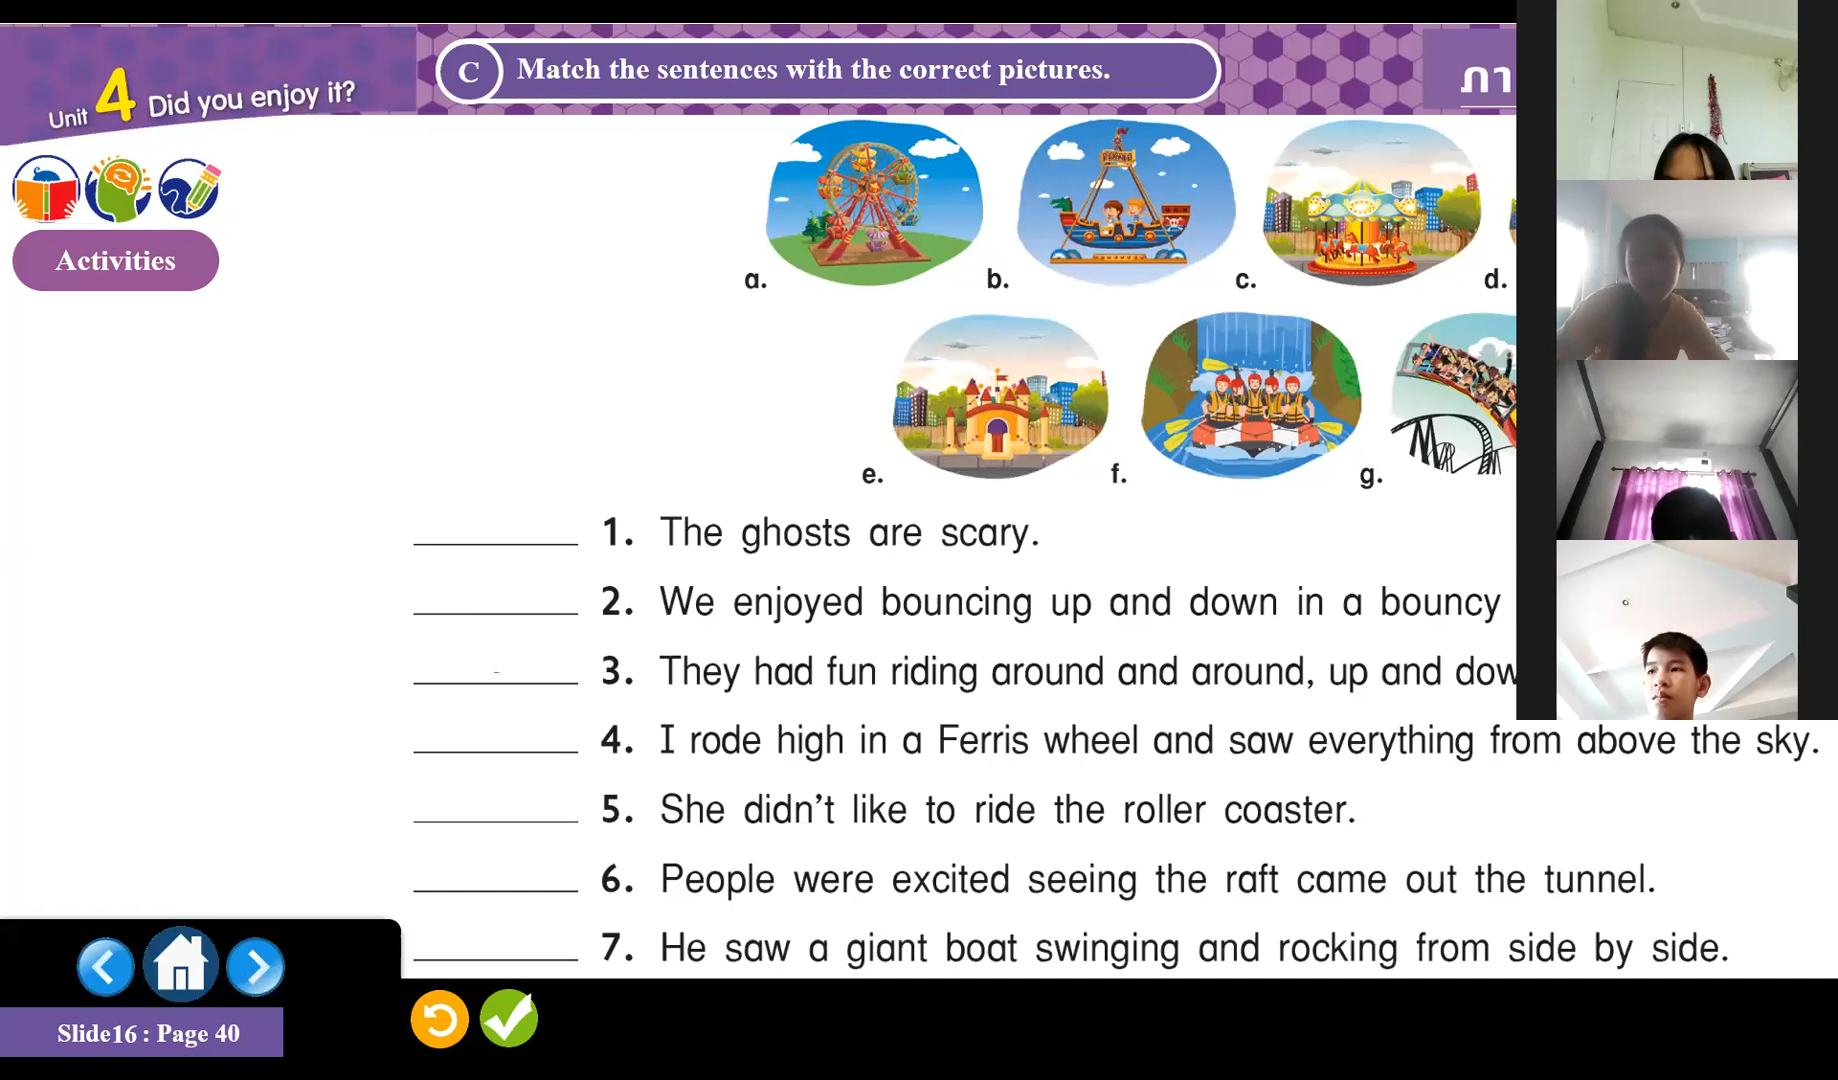 Unit 4 Did you enjoy it?
C Match the sentences with the correct pictures.
ภา
Activities
a.
b.
c.
d.
e.
f.
g.
1. The ghosts are scary.
2. We enjoyed bouncing up and down in a bouncy
3. They had fun riding around and around, up and dow
4. I rode high in a Ferris wheel and saw everything from above the sky.
5. She didn't like to ride the roller coaster.
6. People were excited seeing the raft came out the tunnel.
7. He saw a giant boat swinging and rocking from side by side.
Slide16 : Page 40